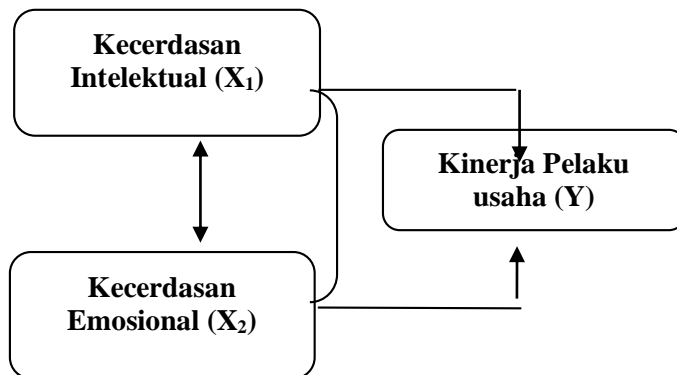 Kecerdasan
Intelektual (X₁)
Kinerja Pelaku
usaha (Y)
Kecerdasan
Emosional (X₂)